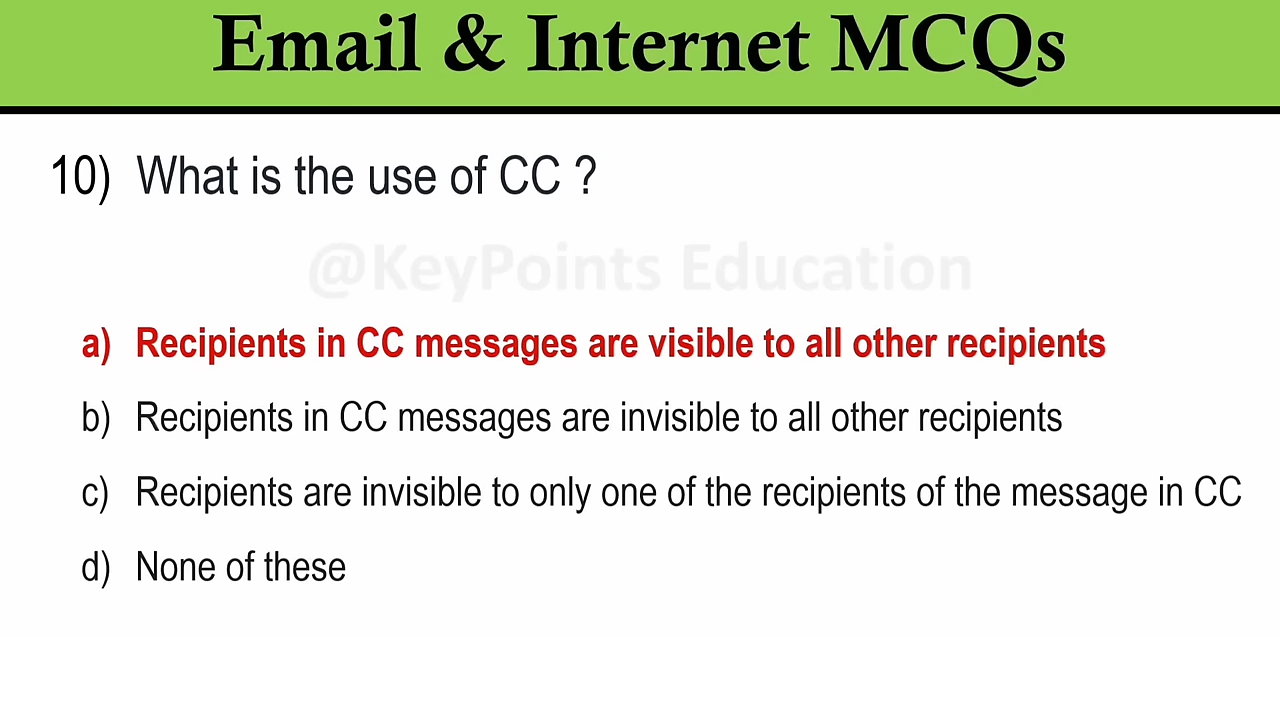 Email & Internet MCQs
10) What is the use of CC ?
@KeyPoints Education
a) Recipients in CC messages are visible to all other recipients
b) Recipients in CC messages are invisible to all other recipients
c) Recipients are invisible to only one of the recipients of the message in CC
d) None of these